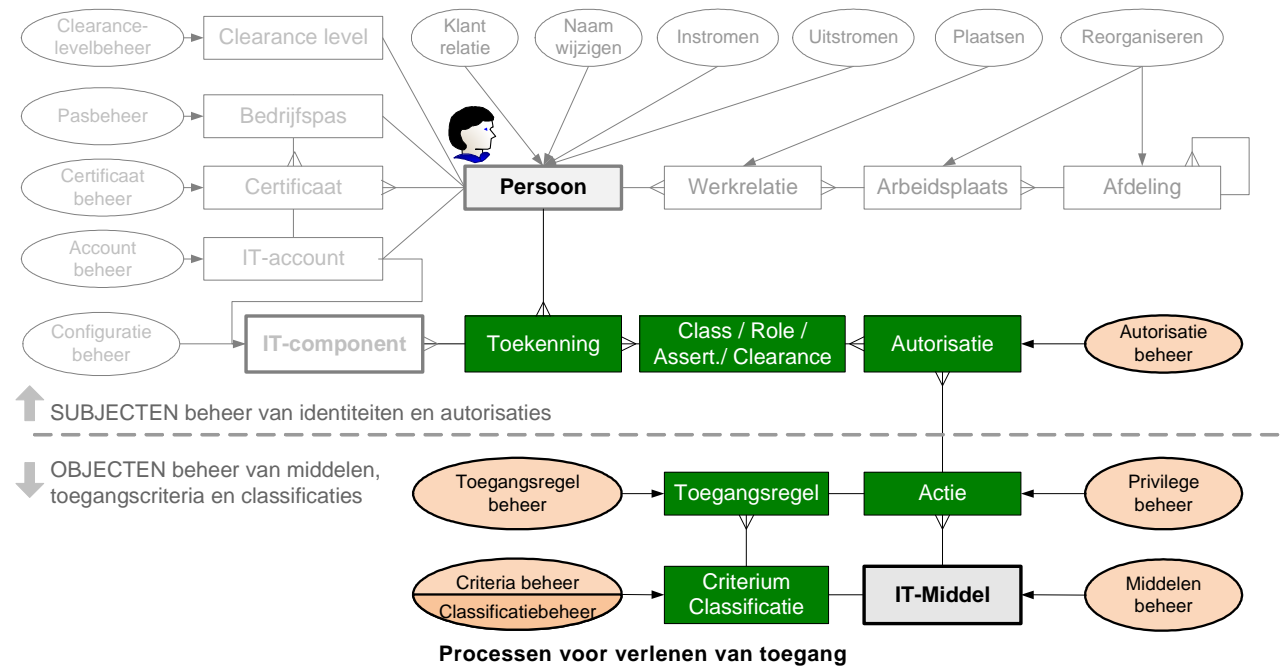 Clearance-
levelbeheer
Clearance level
Klant
relatie
Naam
wijzigen
Instromen
Uitstromen
Plaatsen
Reorganiseren
Pasbeheer
Bedrijfspas
Certificaat
beheer
Certificaat
Persoon
Werkrelatie
Arbeidsplaats
Afdeling
Account
beheer
IT-account
Configuratie
beheer
IT-component
Toekenning
Class / Role /
Assert./ Clearance
Autorisatie
Autorisatie
beheer
SUBJECTEN beheer van identiteiten en autorisaties
OBJECTEN beheer van middelen,
toegangscriteria en classificaties
Toegangsregel
beheer
Toegangsregel
Actie
Privilege
beheer
Criteria beheer
Classificatiebeheer
Criterium
Classificatie
IT-Middel
Middelen
beheer
Processen voor verlenen van toegang